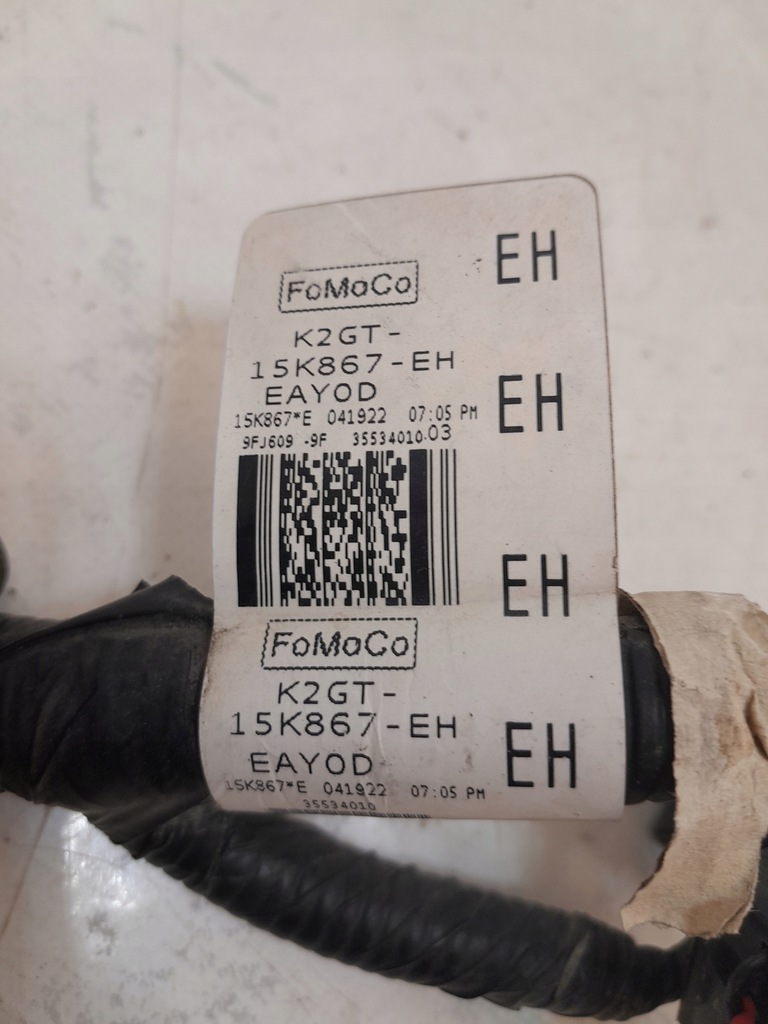 FoMoCo
K2GT-
15K867-EH
EAYOD
15K867*E 041922 07:05 PM
9FJ609 -9F 35534010-03
FoMoCo
K2GT-
15K867-EH
EAYOD
15K867*E 041922 07:05 PM
35534010
EH
EH
EH
EH